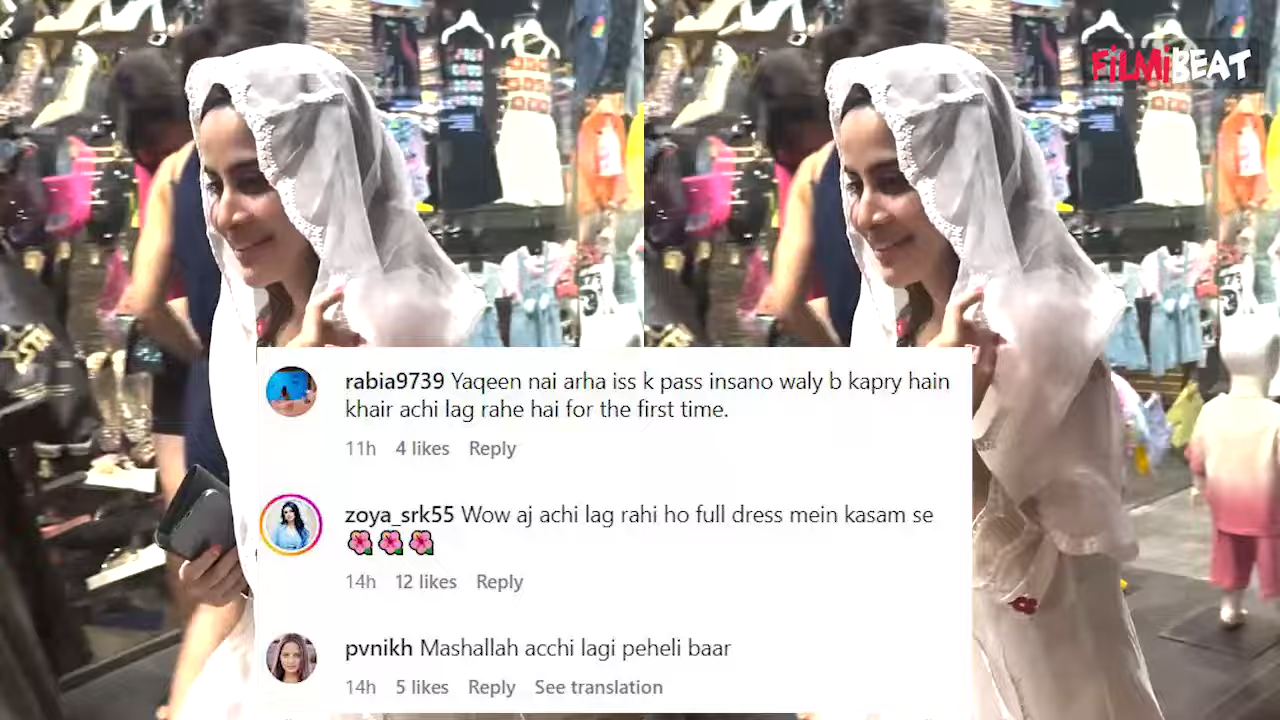 FILMiBEAT
rabia9739 Yaqeen nai arha iss k pass insano waly b kapry hain
khair achi lag rahe hai for the first time.
11h 4 likes Reply
zoya_srk55 Wow aj achi lag rahi ho full dress mein kasam se
🌺🌺🌺
14h 12 likes Reply
pvnikh Mashallah acchi lagi peheli baar
14h 5 likes Reply See translation